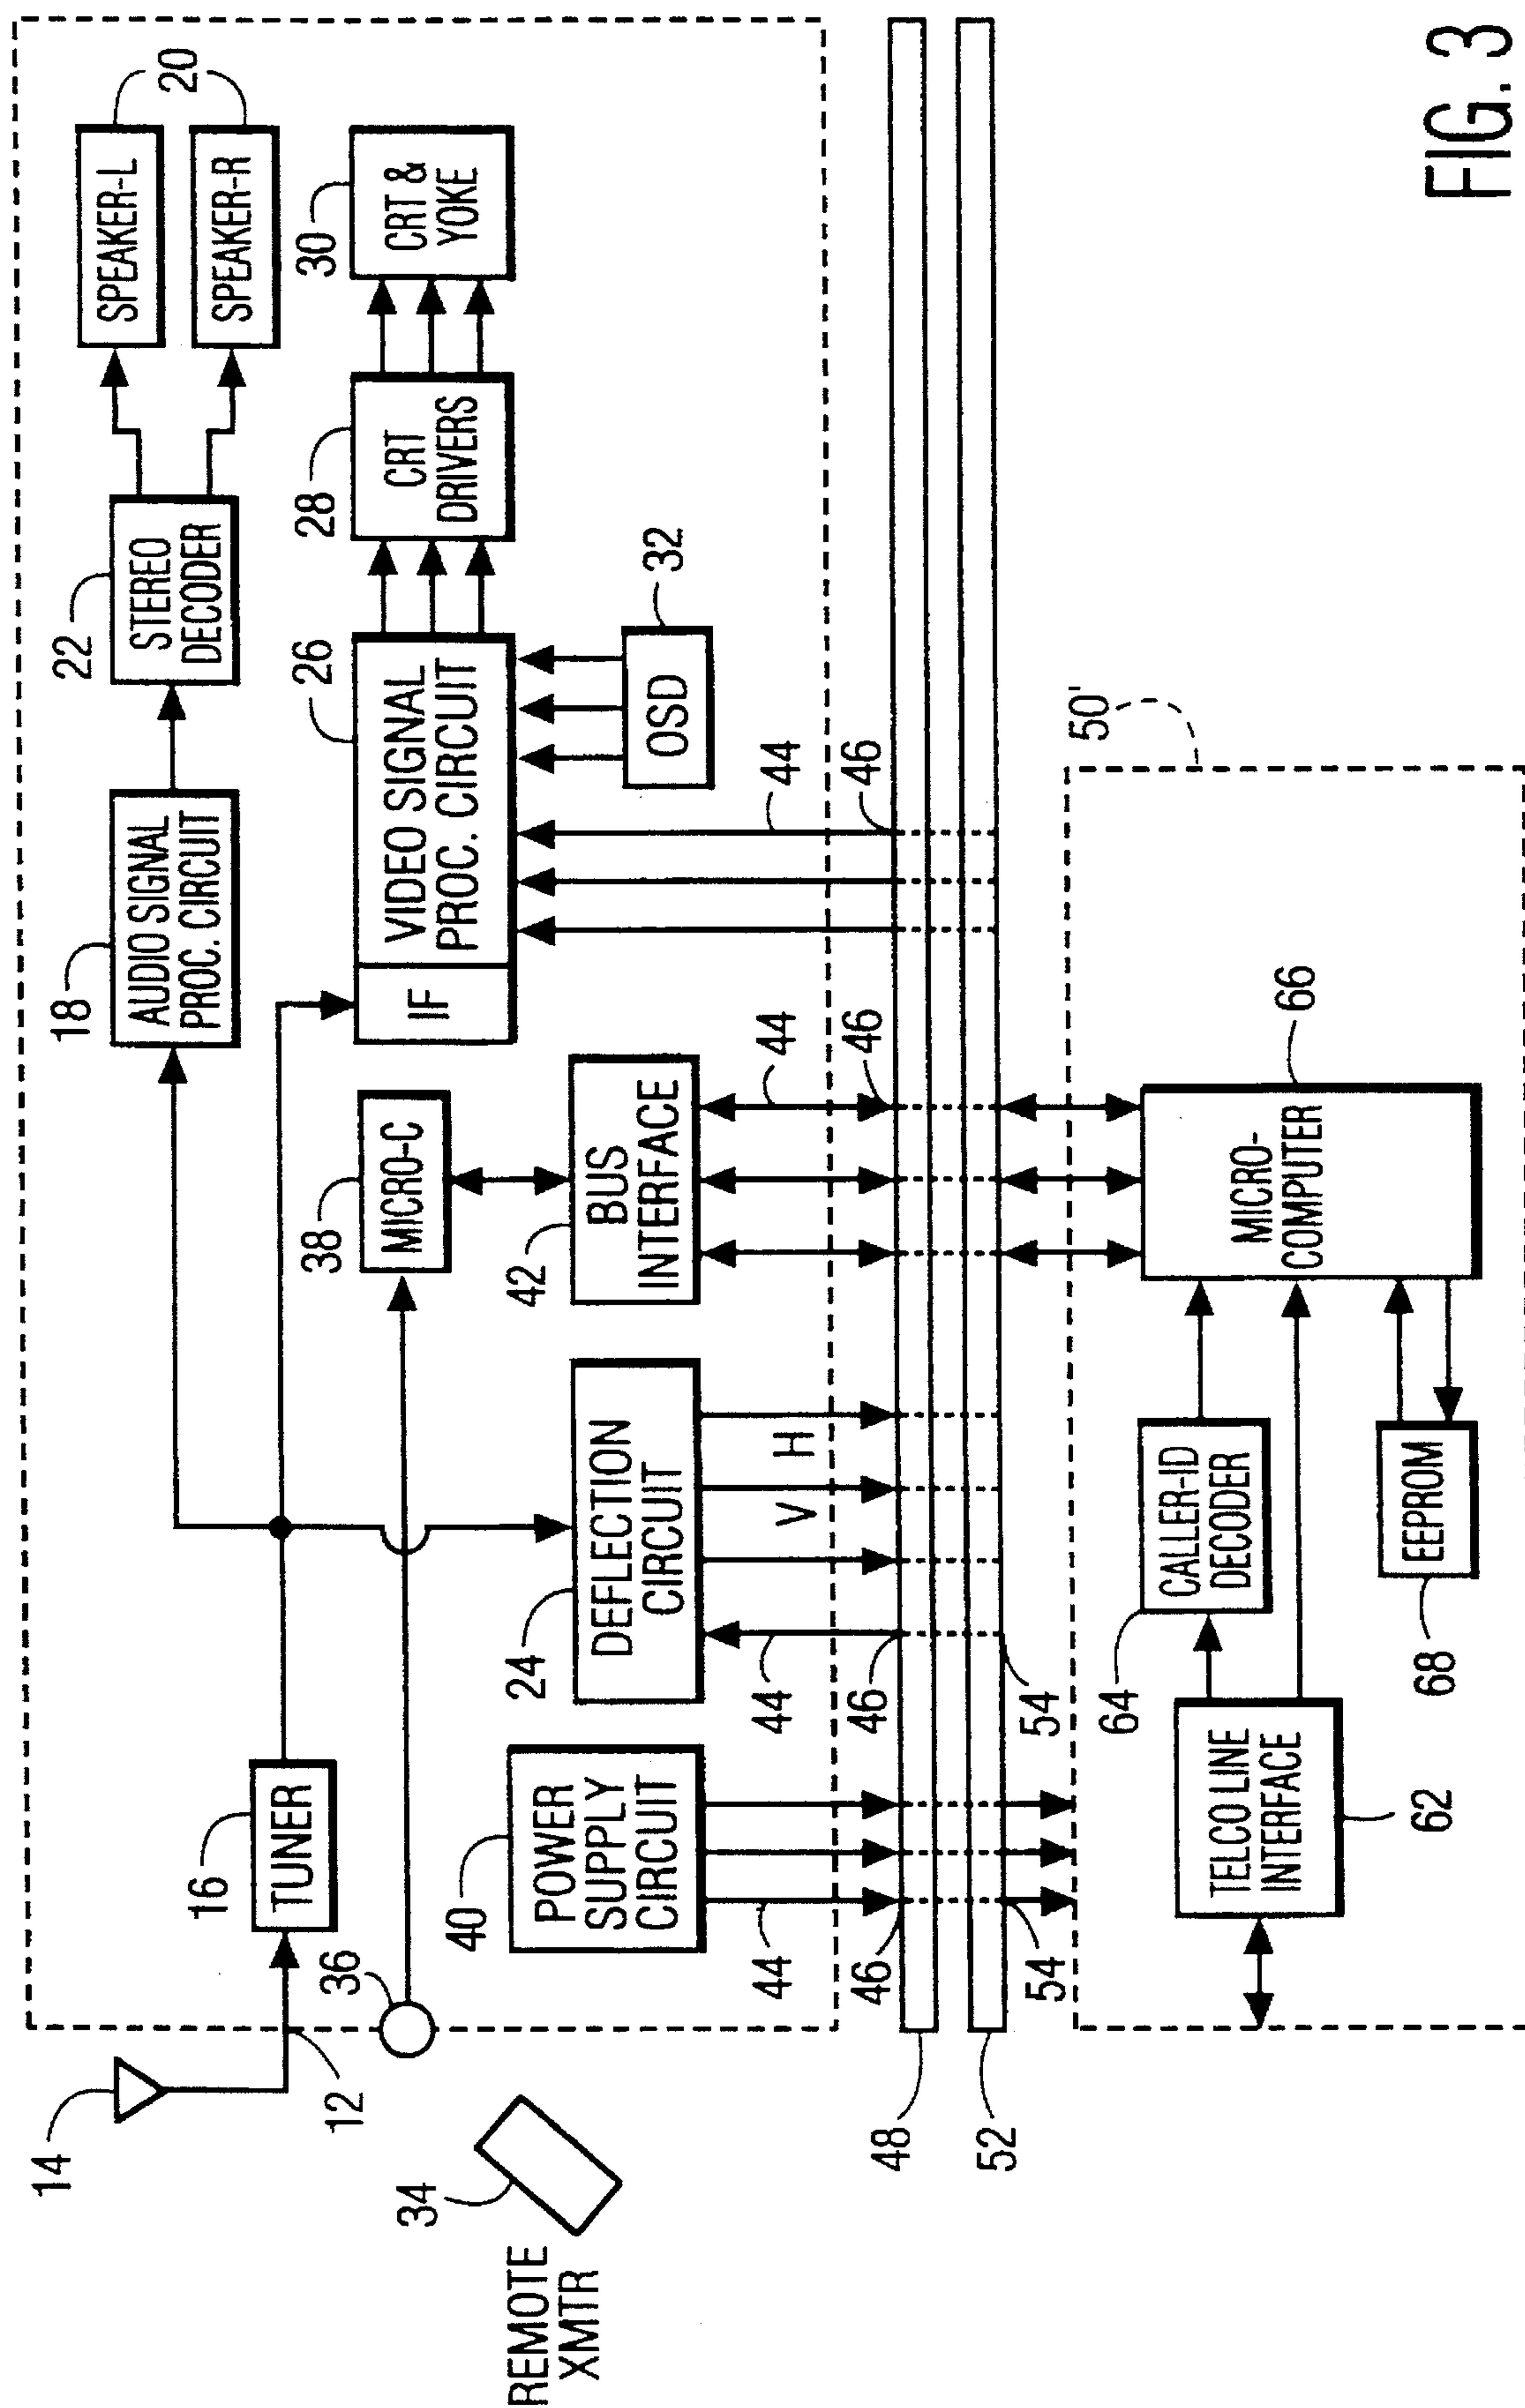 14
12
16
TUNER
18
AUDIO SIGNAL
PROC. CIRCUIT
22
STEREO
DECODER
SPEAKER-L
SPEAKER-R
20
REMOTE
XMTR
34
36
38
MICRO-C
IF
VIDEO SIGNAL
PROC. CIRCUIT
26
28
CRT
DRIVERS
30
CRT &
YOKE
40
POWER
SUPPLY
CIRCUIT
24
DEFLECTION
CIRCUIT
42
BUS
INTERFACE
OSD
32
44
44
V
H
44
44
46
46
46
46
48
52
54
54
50'
64
CALLER-ID
DECODER
TELCO LINE
INTERFACE
62
MICRO-
COMPUTER
66
EEPROM
68
FIG. 3